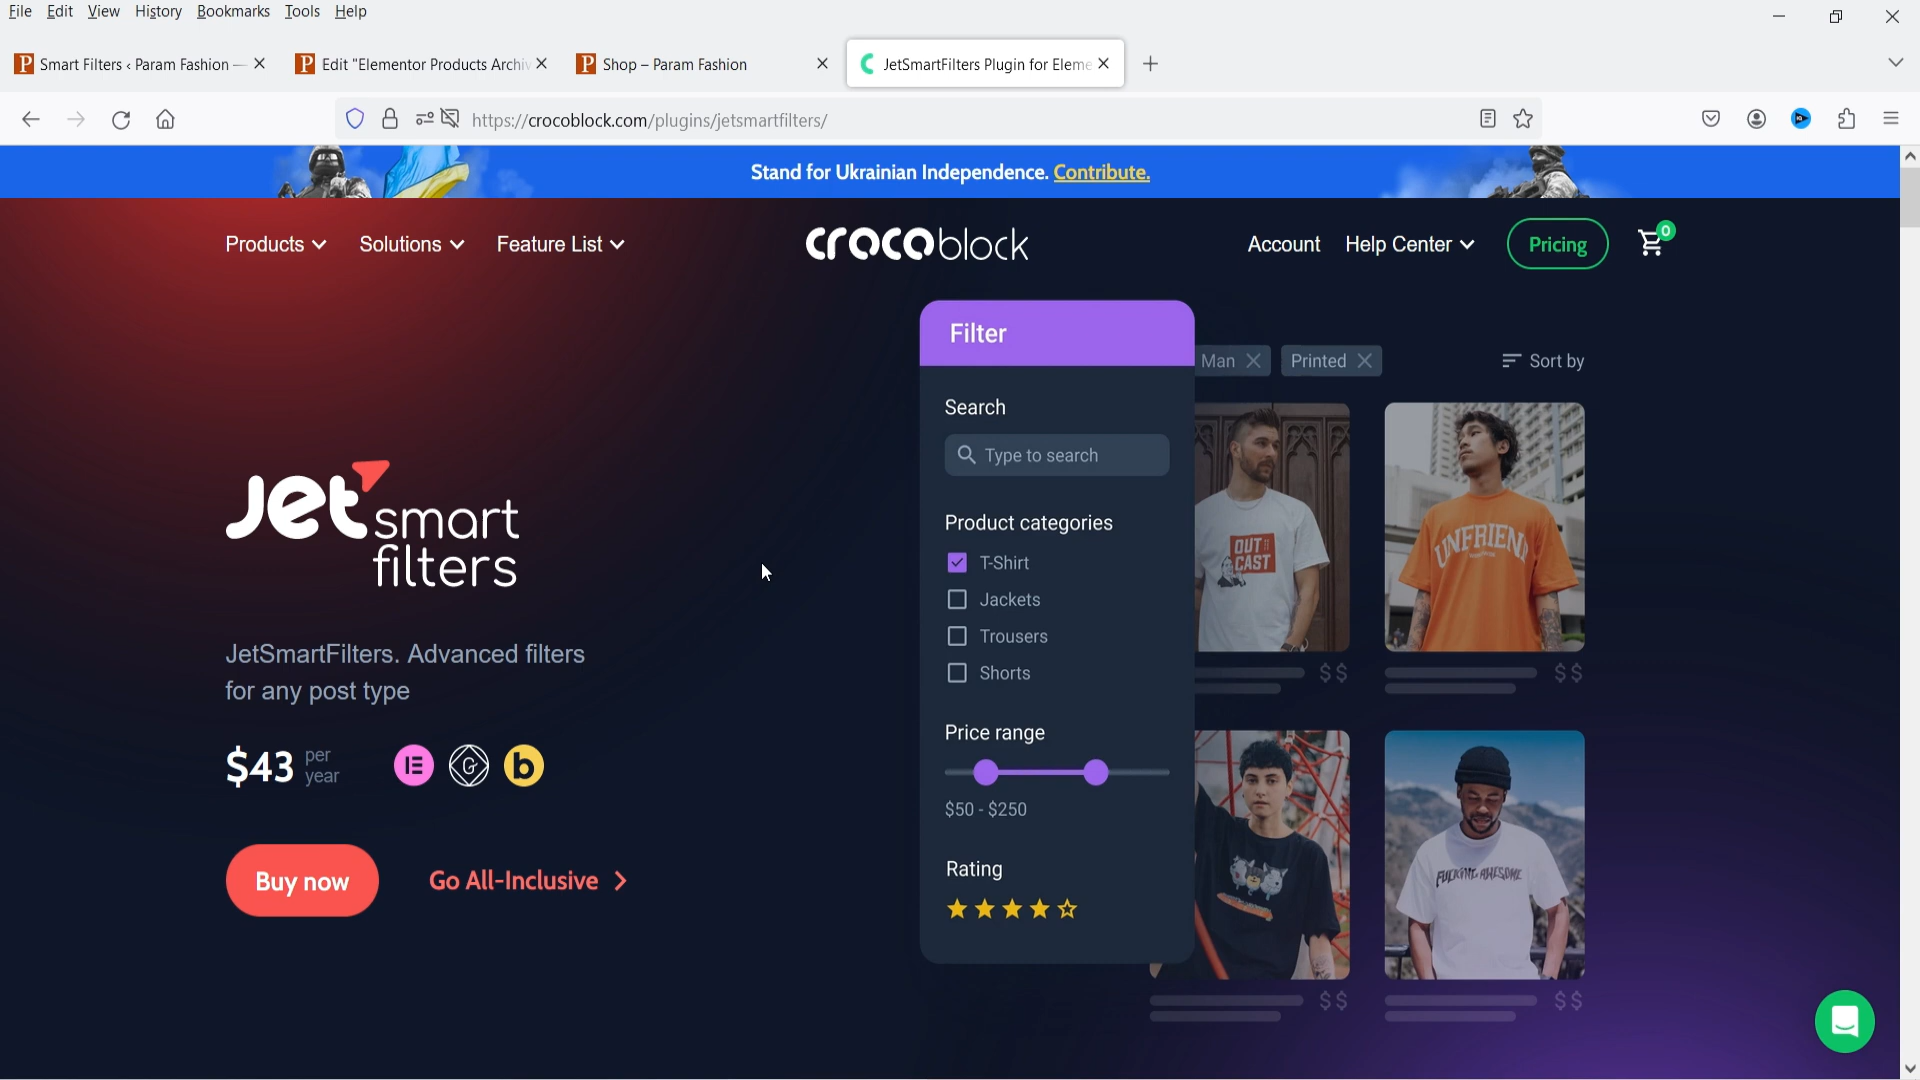 File Edit View History Bookmarks Tools Help
Smart Filters ‹ Param Fashion —
Edit "Elementor Products Archiv
Shop – Param Fashion
JetSmartFilters Plugin for Eleme
https://crocoblock.com/plugins/jetsmartfilters/
Stand for Ukrainian Independence. Contribute.
Products Solutions Feature List
crocoblock
Account Help Center Pricing 0
Filter
Man Printed Sort by
Search
Type to search
Jet smart
filters
Product categories
T-Shirt
Jackets
Trousers
Shorts
OUT
CAST
UNFRIEND
$$ $$
JetSmartFilters. Advanced filters
for any post type
$43 per
year
Price range
$50 - $250
Rating
FUCKING AWESOME
Buy now Go All-Inclusive
$$ $$